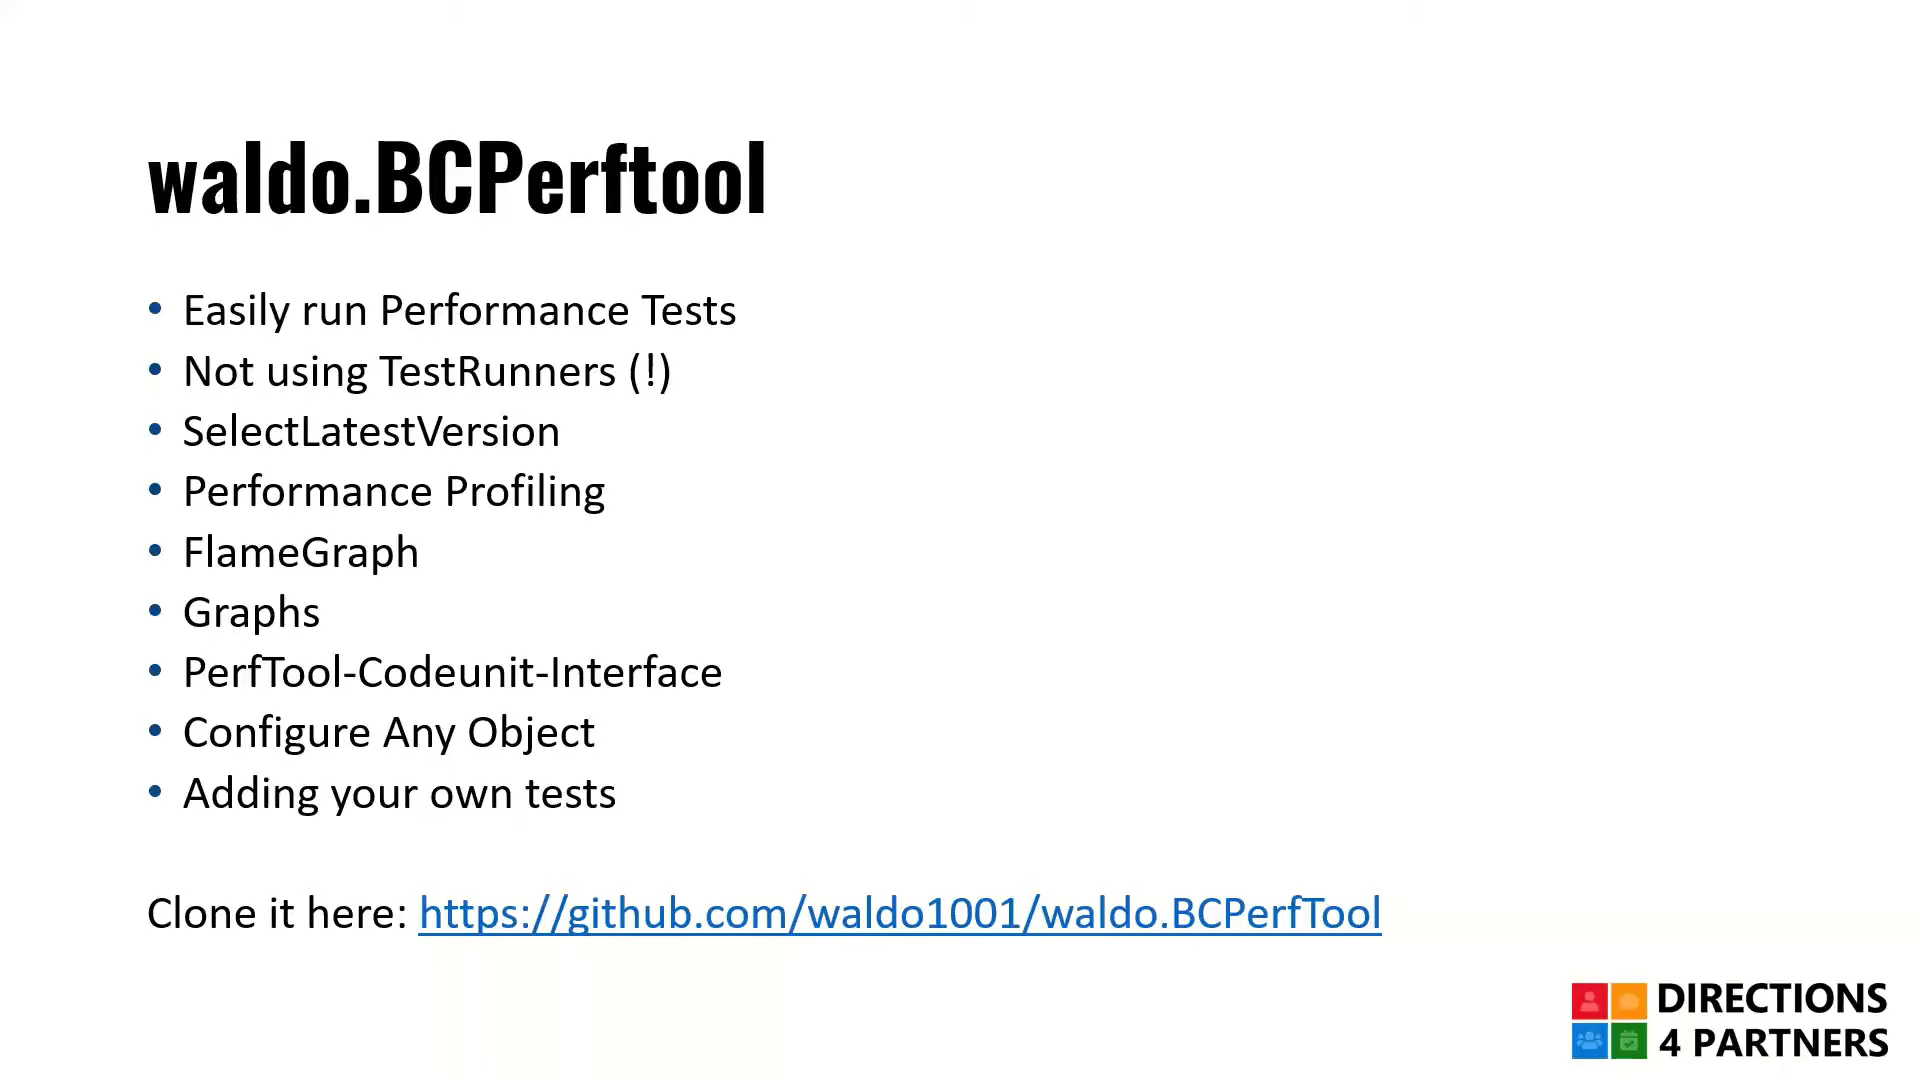 waldo.BCPerftool
• Easily run Performance Tests
• Not using TestRunners (!)
• SelectLatestVersion
• Performance Profiling
• FlameGraph
• Graphs
• PerfTool-Codeunit-Interface
• Configure Any Object
• Adding your own tests
Clone it here: https://github.com/waldo1001/waldo.BCPerfTool
DIRECTIONS
4 PARTNERS